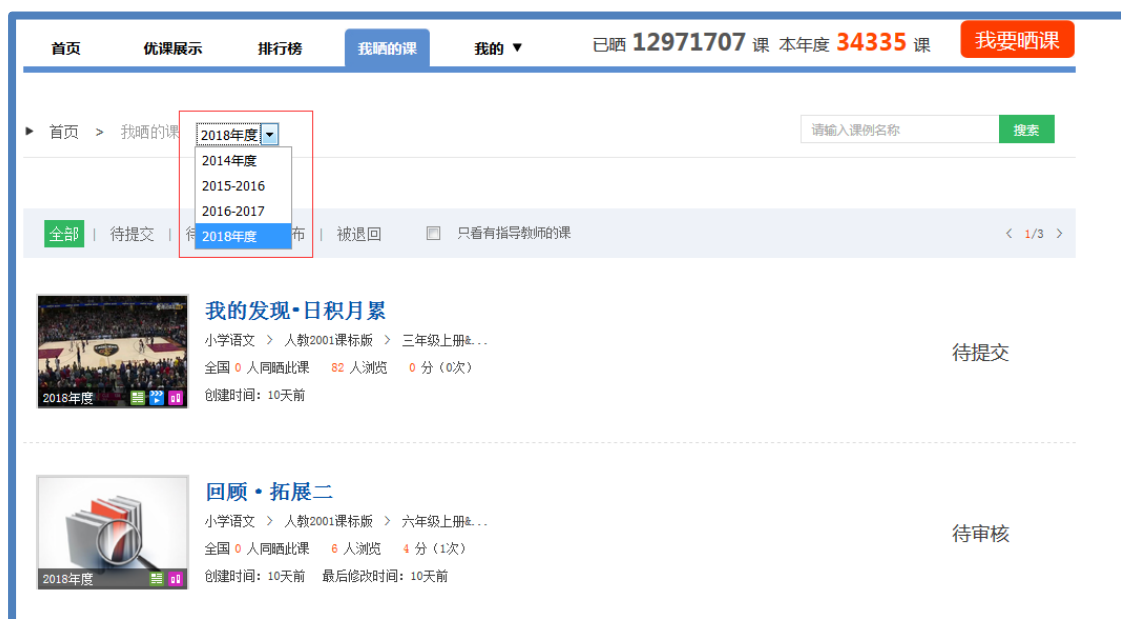 首页 优课展示 排行榜 我晒的课 我的 ▼ 已晒 12971707 课 本年度 34335 课 我要晒课
首页 > 我晒的课 2018年度 请输入课例名称 搜索
2014年度
2015-2016
2016-2017
2018年度
全部 | 待提交 | 布 | 被退回 只看有指导教师的课 < 1/3 >
我的发现·日积月累
小学语文 > 人教2001课标版 > 三年级上册&...
全国 0 人同晒此课 82 人浏览 0 分（0次）
创建时间：10天前
2018年度
待提交
回顾·拓展二
小学语文 > 人教2001课标版 > 六年级上册&...
全国 0 人同晒此课 6 人浏览 4 分（1次）
创建时间：10天前 最后修改时间：10天前
2018年度
待审核